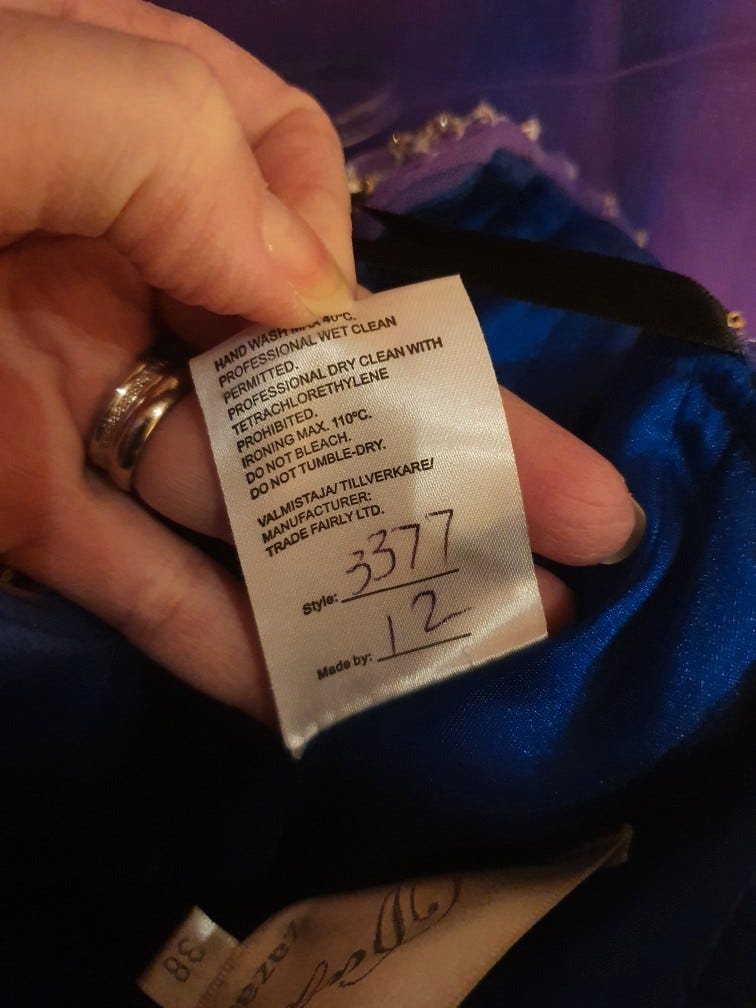 HAND WASH MAX 40°C.
PROFESSIONAL WET CLEAN
PERMITTED.
PROFESSIONAL DRY CLEAN WITH
TETRACHLORETHYLENE
PROHIBITED.
IRONING MAX. 110°C.
DO NOT BLEACH.
DO NOT TUMBLE-DRY.
VALMISTAJA/ TILLVERKARE/
MANUFACTURER:
TRADE FAIRLY LTD.
Style: 3377
Made by: 12
38